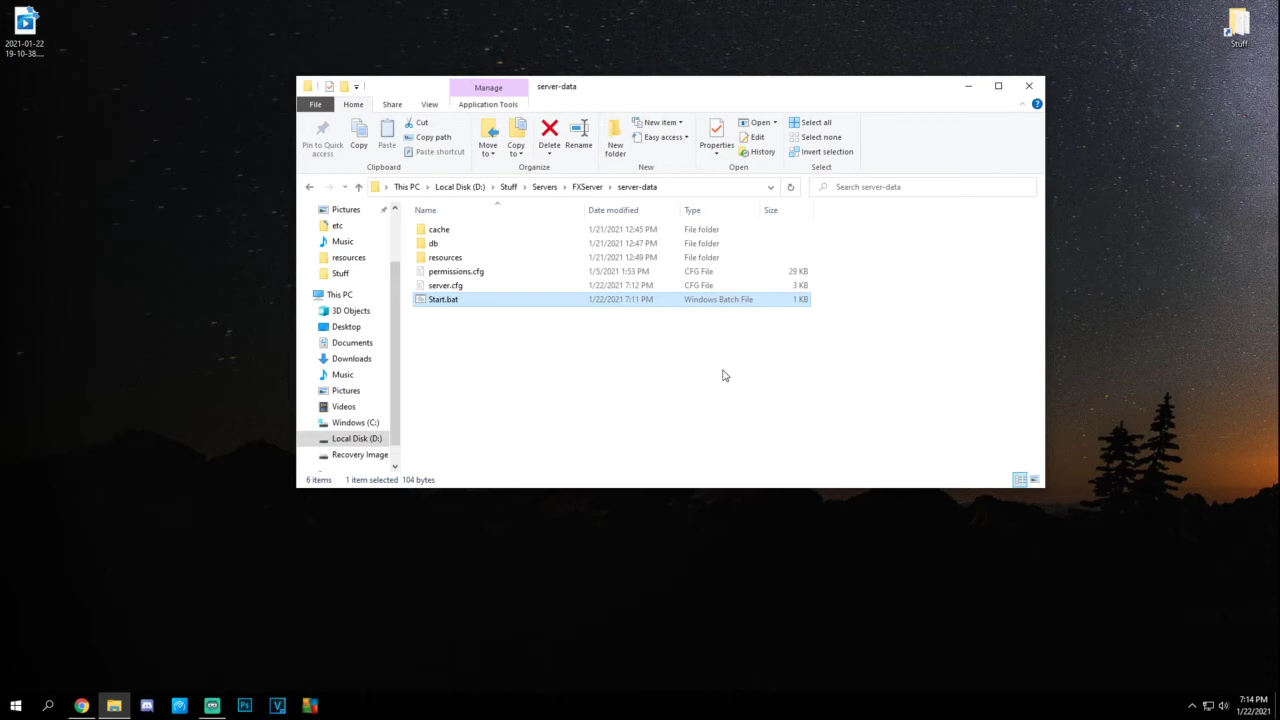 2021-01-22
19-10-38....
Stuff
Manage
server-data
File
Home
Share
View
Application Tools
Pin to Quick
access
Copy
Paste
Cut
Copy path
Paste shortcut
Clipboard
Move
to
Copy
to
Delete
Rename
Organize
New
folder
New item
Easy access
New
Properties
Open
Edit
History
Open
Select all
Select none
Invert selection
Select
This PC
Local Disk (D:)
Stuff
Servers
FXServer
server-data
Search server-data
Pictures
etc
Music
resources
Stuff
This PC
3D Objects
Desktop
Documents
Downloads
Music
Pictures
Videos
Windows (C:)
Local Disk (D:)
Recovery Image
Name Date modified Type Size
cache 1/21/2021 12:45 PM File folder
db 1/21/2021 12:47 PM File folder
resources 1/21/2021 12:49 PM File folder
permissions.cfg 1/5/2021 1:53 PM CFG File 29 KB
server.cfg 1/22/2021 7:12 PM CFG File 3 KB
Start.bat 1/22/2021 7:11 PM Windows Batch File 1 KB
6 items 1 item selected 104 bytes
Ps
V
7:14 PM
1/22/2021